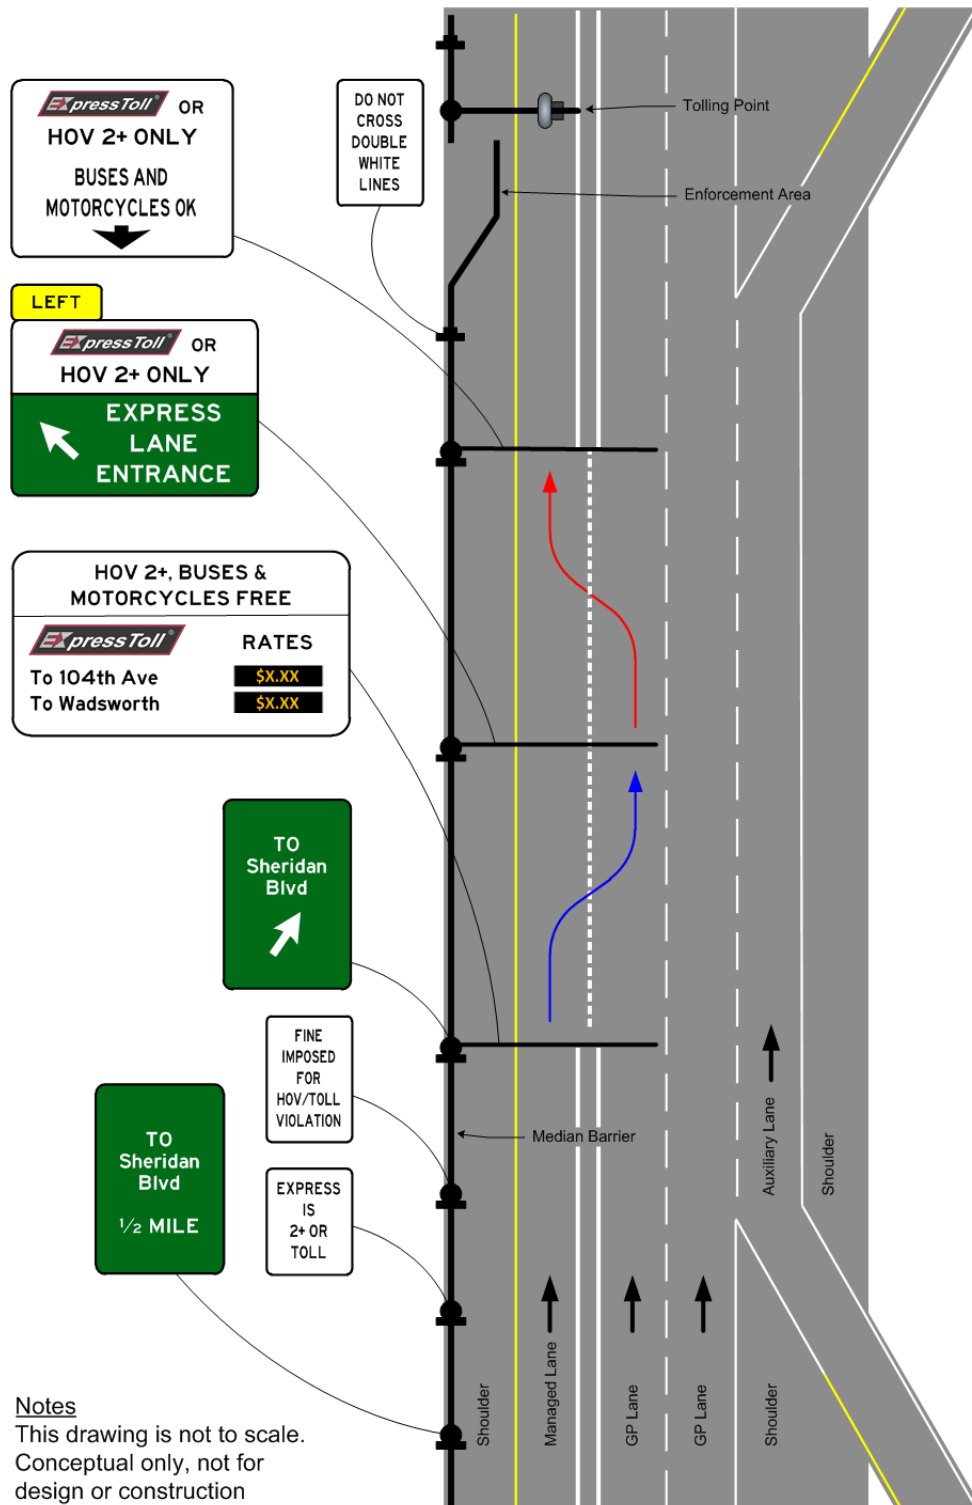 EXpressToll® OR
HOV 2+ ONLY
BUSES AND
MOTORCYCLES OK
DO NOT
CROSS
DOUBLE
WHITE
LINES
Tolling Point
Enforcement Area
LEFT
EXpressToll® OR
HOV 2+ ONLY
EXPRESS
LANE
ENTRANCE
HOV 2+, BUSES &
MOTORCYCLES FREE
EXpressToll® RATES
To 104th Ave $X.XX
To Wadsworth $X.XX
TO
Sheridan
Blvd
FINE
IMPOSED
FOR
HOV/TOLL
VIOLATION
Median Barrier
TO
Sheridan
Blvd
1/2 MILE
EXPRESS
IS
2+ OR
TOLL
Auxiliary Lane
Shoulder
Shoulder
Managed Lane
GP Lane
GP Lane
Shoulder
Notes
This drawing is not to scale.
Conceptual only, not for
design or construction